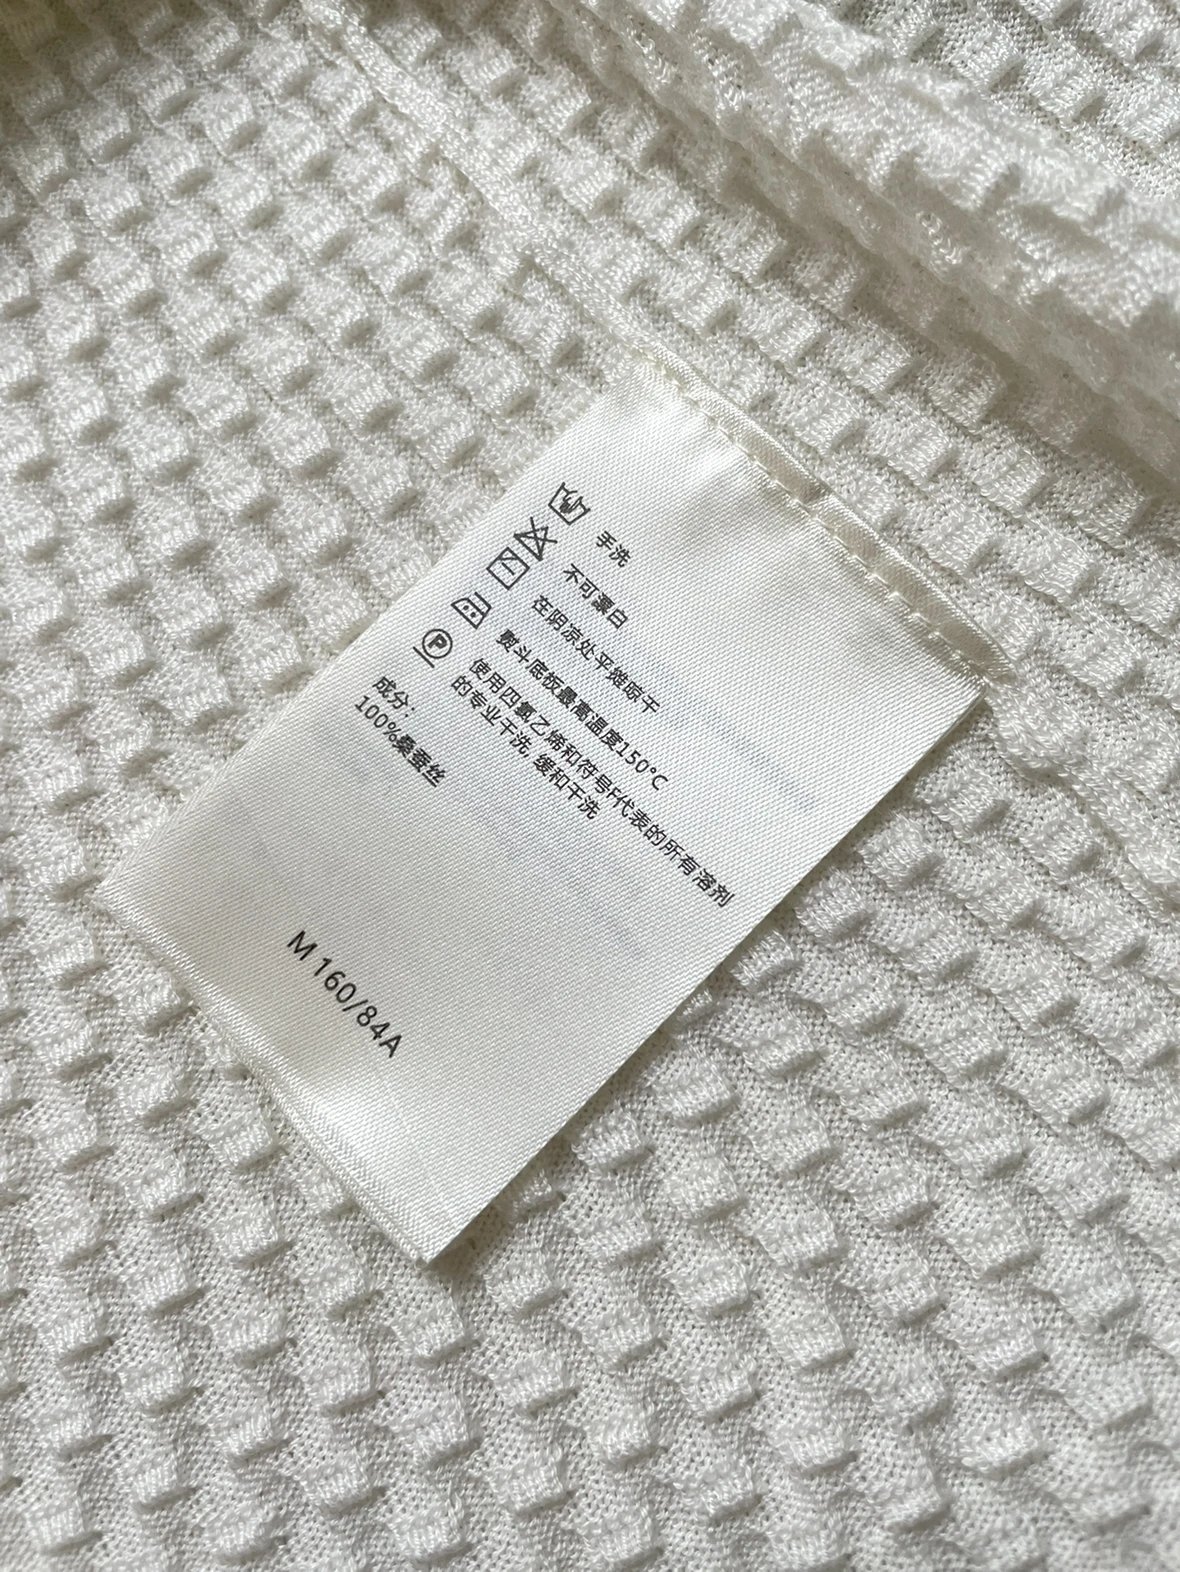 手洗
不可漂白
在阴凉处平摊晾干
熨斗底板最高温度150°C
P
使用四氯乙烯和符号F代表的所有溶剂
的专业干洗, 缓和干洗
成分:
100%桑蚕丝
M 160/84A